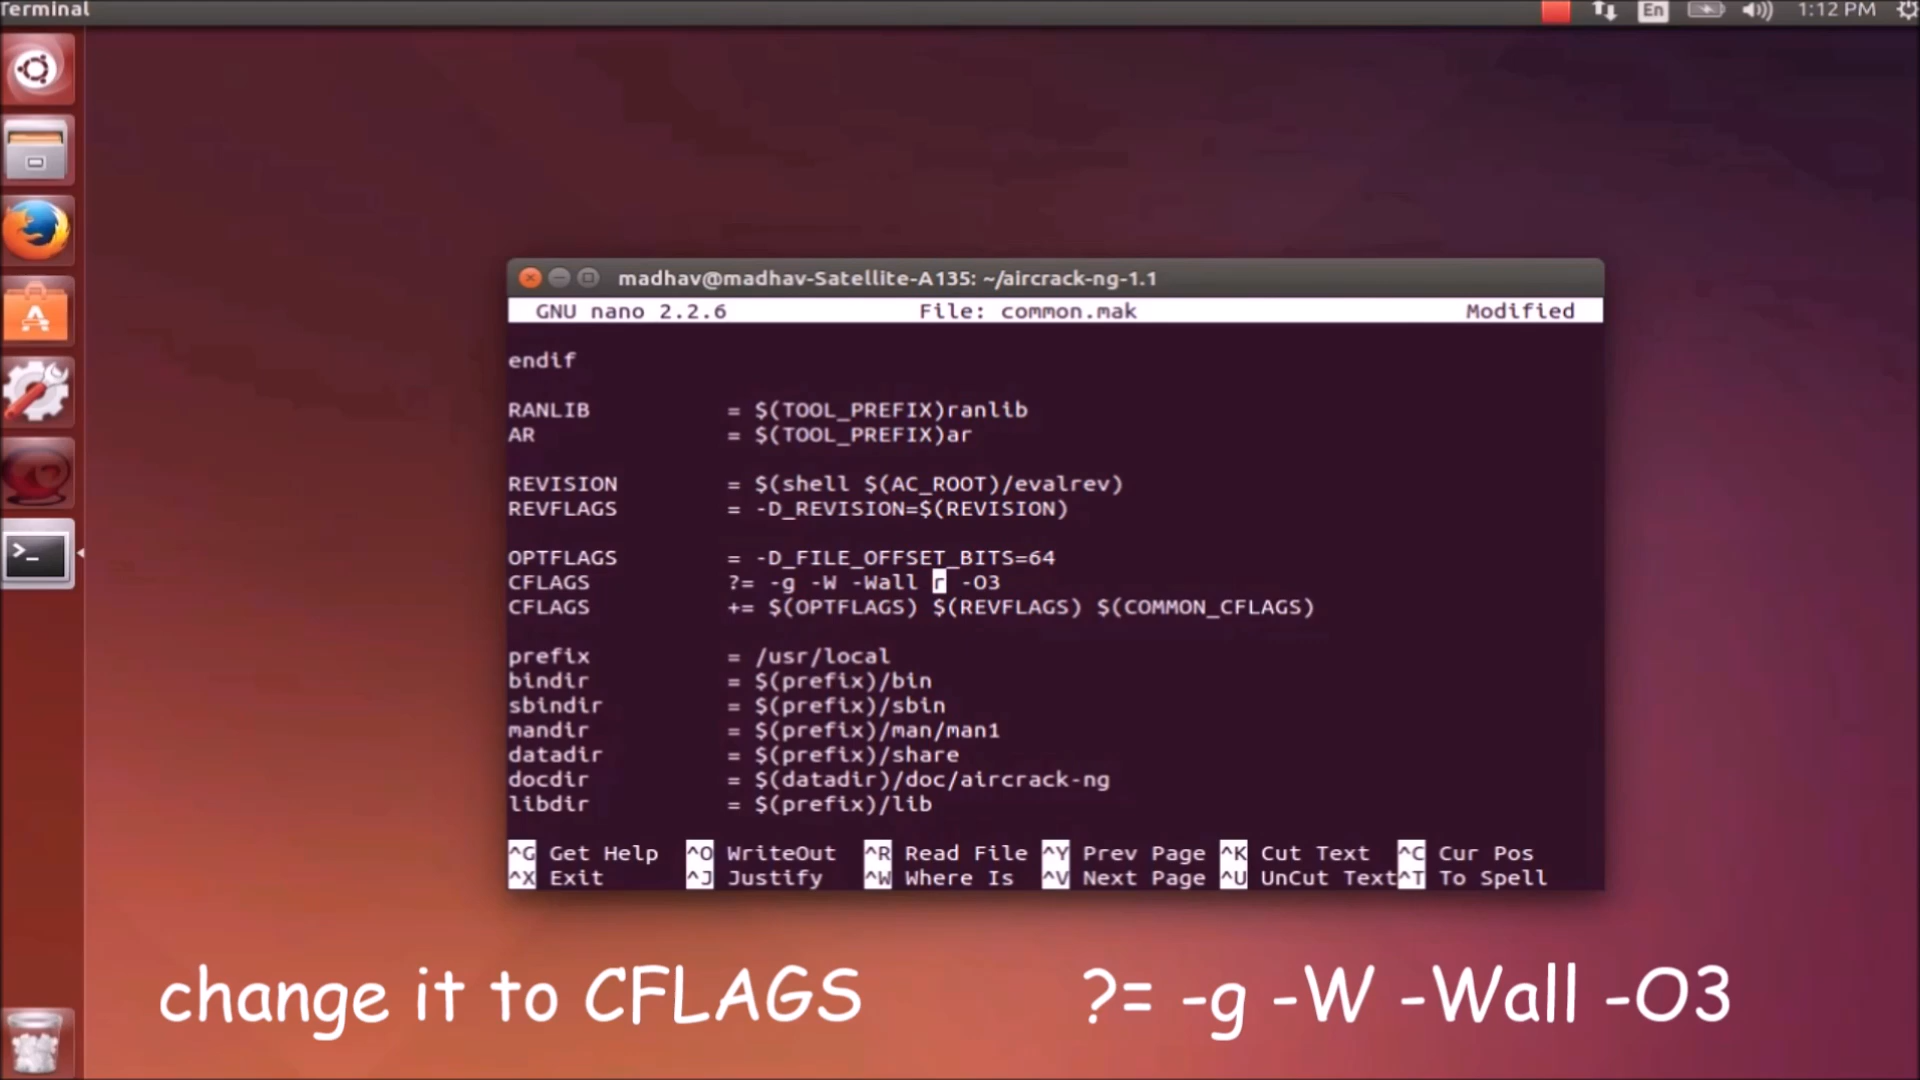 Terminal
En
1:12 PM
madhav@madhav-Satellite-A135: ~/aircrack-ng-1.1
GNU nano 2.2.6 File: common.mak Modified
endif
RANLIB = $(TOOL_PREFIX)ranlib
AR = $(TOOL_PREFIX)ar
REVISION = $(shell $(AC_ROOT)/evalrev)
REVFLAGS = -D_REVISION=$(REVISION)
OPTFLAGS = -D_FILE_OFFSET_BITS=64
CFLAGS ?= -g -W -Wall r -O3
CFLAGS += $(OPTFLAGS) $(REVFLAGS) $(COMMON_CFLAGS)
prefix = /usr/local
bindir = $(prefix)/bin
sbindir = $(prefix)/sbin
mandir = $(prefix)/man/man1
datadir = $(prefix)/share
docdir = $(datadir)/doc/aircrack-ng
libdir = $(prefix)/lib
^G Get Help ^O WriteOut ^R Read File ^Y Prev Page ^K Cut Text ^C Cur Pos
^X Exit ^J Justify ^W Where Is ^V Next Page ^U UnCut Text^T To Spell
change it to CFLAGS ?= -g -W -Wall -O3